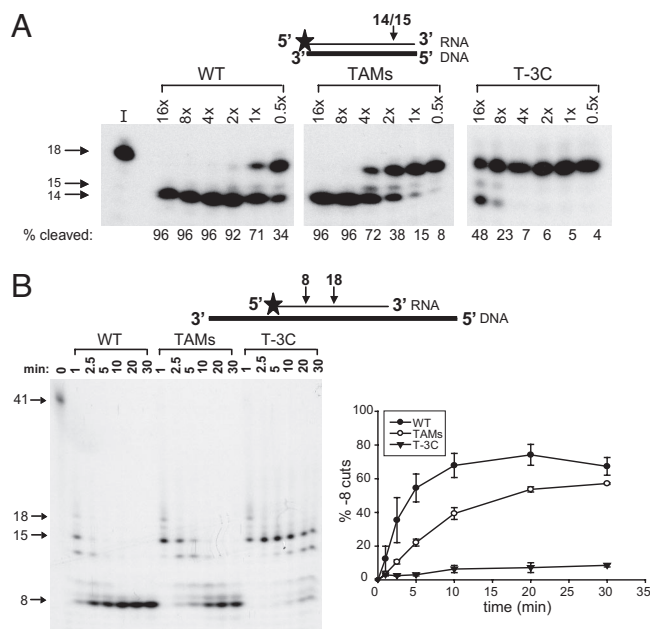 A
14/15
5' 3' RNA
3' 5' DNA
WT TAMs T-3C
I 16x 8x 4x 2x 1x 0.5x 16x 8x 4x 2x 1x 0.5x 16x 8x 4x 2x 1x 0.5x
18
15
14
% cleaved: 96 96 96 92 71 34 96 96 72 38 15 8 48 23 7 6 5 4
B
8 18
5' 3' RNA
3' 5' DNA
WT TAMs T-3C
min: 0 1 2.5 5 10 20 30 1 2.5 5 10 20 30 1 2.5 5 10 20 30
41
18
15
8
100
80
60
40
20
0
% -8 cuts
WT
TAMs
T-3C
0 5 10 15 20 25 30 35
time (min)